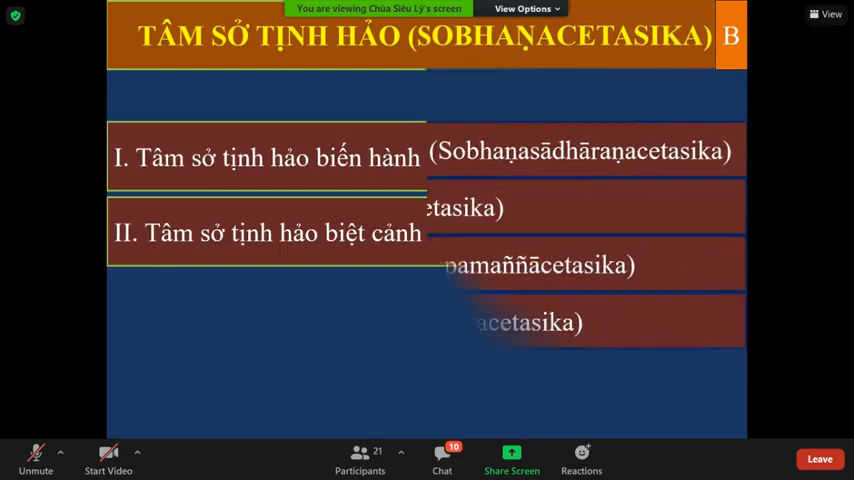 You are viewing Chùa Siêu Lý's screen
View Options
View
TÂM SỞ TỊNH HẢO (SOBHAṆACETASIKA)
B
I. Tâm sở tịnh hảo biến hành (Sobhaṇasādhāraṇacetasika)
etasika)
II. Tâm sở tịnh hảo biệt cảnh
pamaññācetasika)
acetasika)
Unmute
Start Video
21
Participants
10
Chat
Share Screen
Reactions
Leave